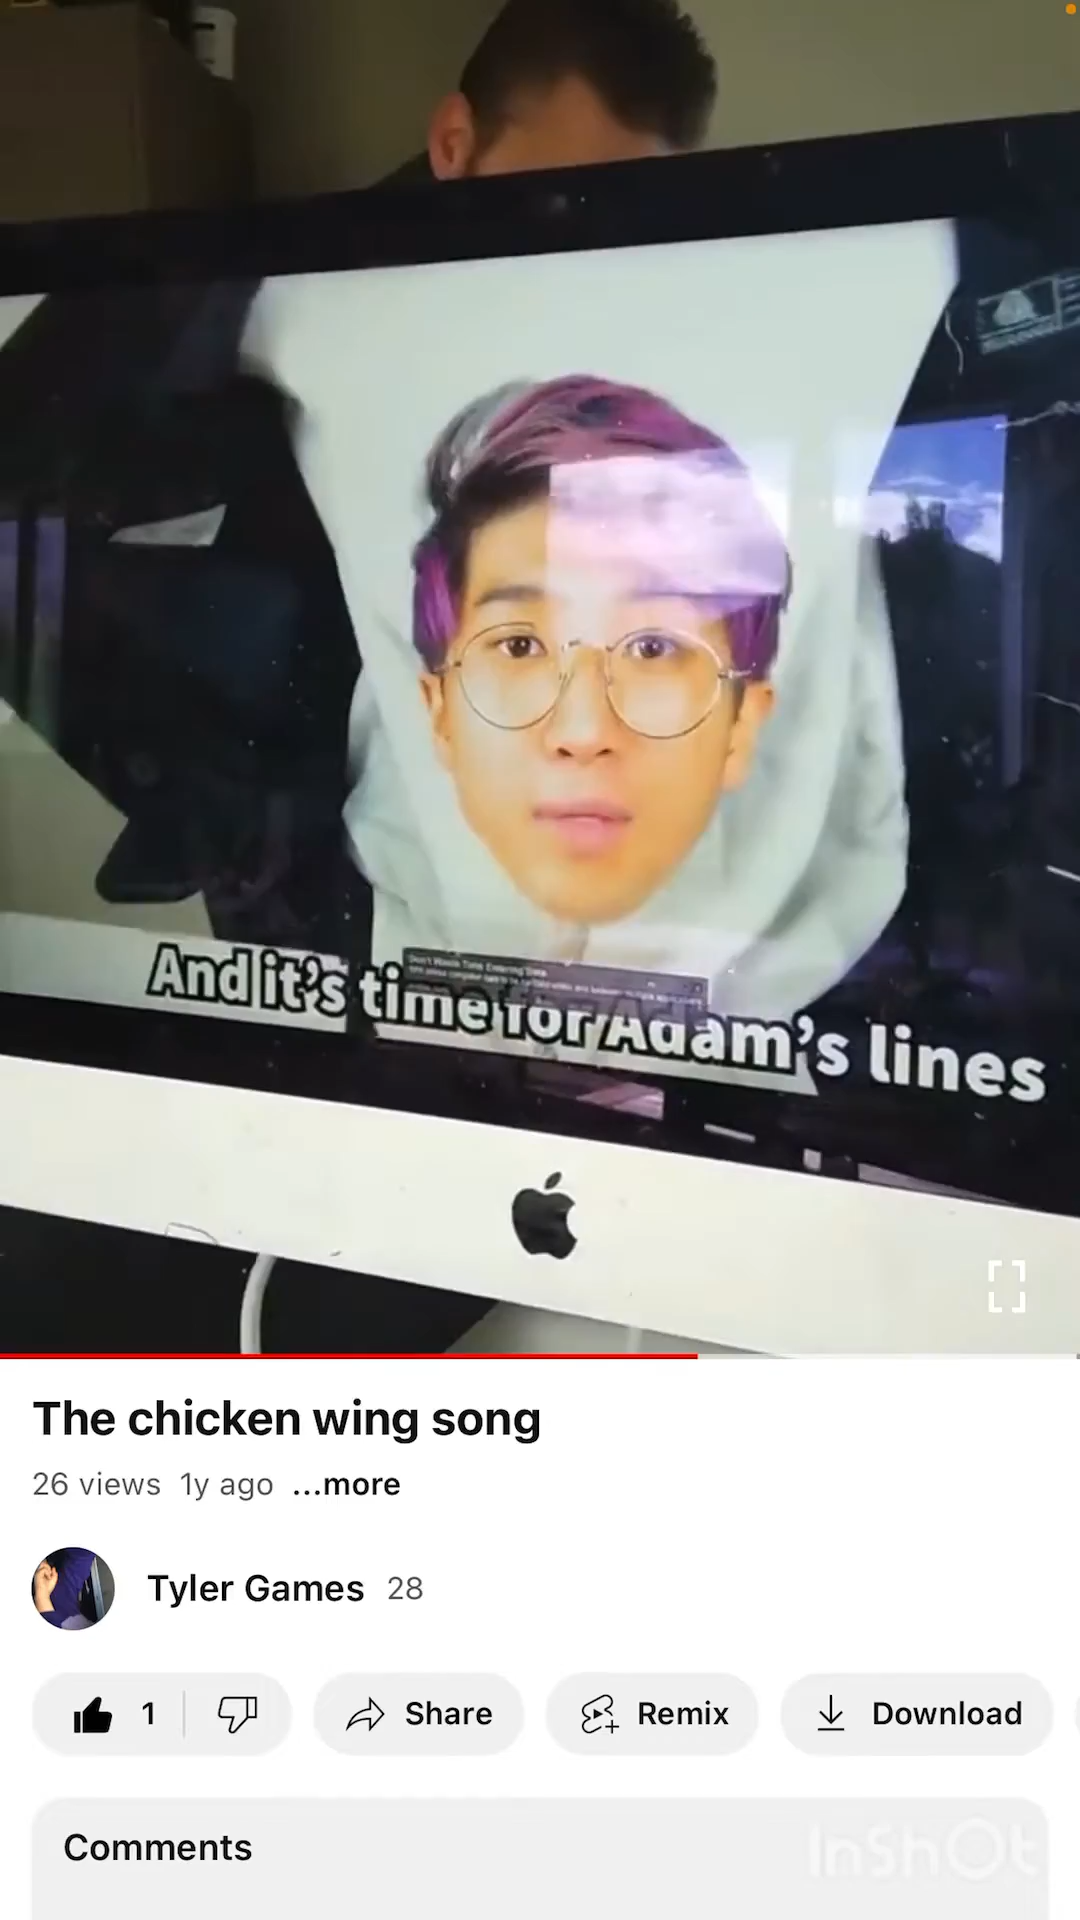 And it's time for Adam's lines
The chicken wing song
26 views 1y ago ...more
Tyler Games 28
1 Share Remix Download
Comments
InShOt